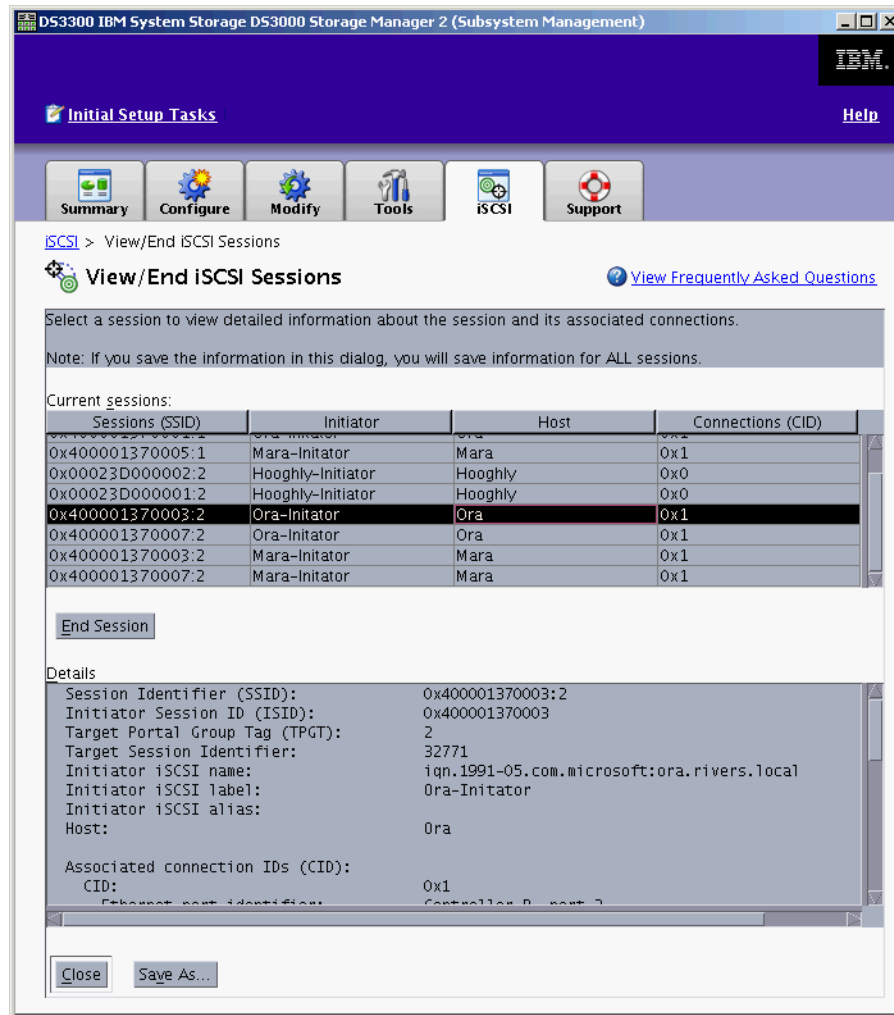 DS3300 IBM System Storage DS3000 Storage Manager 2 (Subsystem Management)
IBM.
Initial Setup Tasks Help
Summary Configure Modify Tools iSCSI Support
iSCSI > View/End iSCSI Sessions
View/End iSCSI Sessions View Frequently Asked Questions
Select a session to view detailed information about the session and its associated connections.
Note: If you save the information in this dialog, you will save information for ALL sessions.
Current sessions:
Sessions (SSID) Initiator Host Connections (CID)
0x400001370005:1 Mara-Initator Mara 0x1
0x00023D000002:2 Hooghly-Initiator Hooghly 0x0
0x00023D000001:2 Hooghly-Initiator Hooghly 0x0
0x400001370003:2 Ora-Initator Ora 0x1
0x400001370007:2 Ora-Initator Ora 0x1
0x400001370003:2 Mara-Initator Mara 0x1
0x400001370007:2 Mara-Initator Mara 0x1
End Session
Details
Session Identifier (SSID): 0x400001370003:2
Initiator Session ID (ISID): 0x400001370003
Target Portal Group Tag (TPGT): 2
Target Session Identifier: 32771
Initiator iSCSI name: iqn.1991-05.com.microsoft:ora.rivers.local
Initiator iSCSI label: Ora-Initator
Initiator iSCSI alias:
Host: Ora
Associated connection IDs (CID):
CID: 0x1
Ethernet port identifier:
Close Save As...